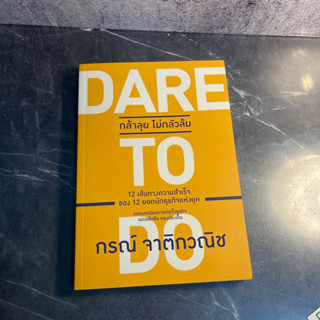 DARE
กล้าลุย ไม่กลัวล้ม
TO
12 เส้นทางความสำเร็จ
ของ 12 ยอดนักธุรกิจแห่งยุค
DO
กรณ์ จาติกวณิช